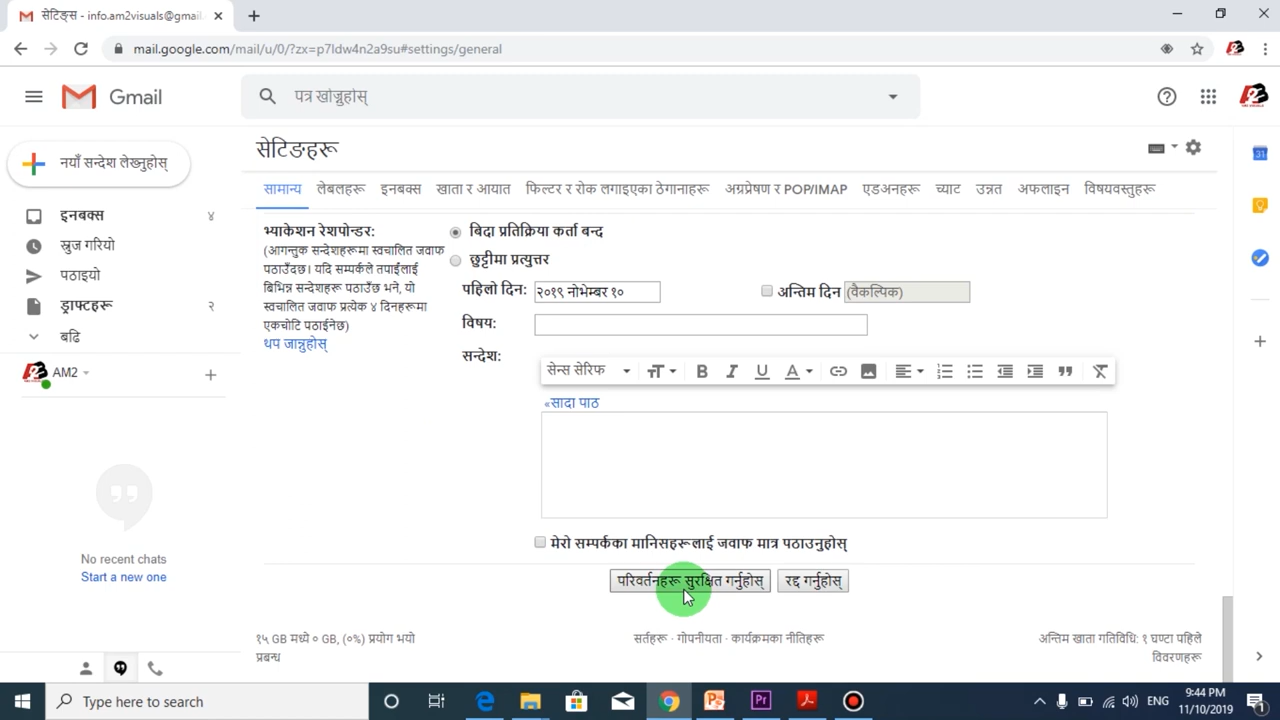 सेटिङ्स - info.am2visuals@gmail.
mail.google.com/mail/u/0/?zx=p7ldw4n2a9su#settings/general
Gmail
पत्र खोज्नुहोस्
नयाँ सन्देश लेख्नुहोस्
सेटिङहरू
सामान्य लेबलहरू इनबक्स खाता र आयात फिल्टर र रोक लगाइएका ठेगानाहरू अग्रप्रेषण र POP/IMAP एडअनहरू च्याट उन्नत अफलाइन विषयवस्तुहरू
इनबक्स ४
स्नुज गरियो
पठाइयो
ड्राफ्टहरू २
बढि
AM2
No recent chats
Start a new one
भ्याकेशन रेशपोन्डर:
(आगन्तुक सन्देशहरूमा स्वचालित जवाफ
पठाउँदछ। यदि सम्पर्कले तपाईंलाई
बिभिन्न सन्देशहरू पठाउँछ भने, यो
स्वचालित जवाफ प्रत्येक ४ दिनहरूमा
एकचोटि पठाईनेछ)
थप जान्नुहोस्
बिदा प्रतिक्रिया कर्ता बन्द
छुट्टीमा प्रत्युत्तर
पहिलो दिन: २०१९ नोभेम्बर १० अन्तिम दिन (वैकल्पिक)
विषय:
सन्देश:
सेन्स सेरिफ
«सादा पाठ
मेरो सम्पर्कका मानिसहरूलाई जवाफ मात्र पठाउनुहोस्
परिवर्तनहरू सुरक्षित गर्नुहोस् रद्द गर्नुहोस्
१५ GB मध्ये ० GB, (०%) प्रयोग भयो
प्रबन्ध
सर्तहरू · गोपनीयता · कार्यक्रमका नीतिहरू
अन्तिम खाता गतिविधि: १ घण्टा पहिले
विवरणहरू
Type here to search
ENG
9:44 PM
11/10/2019